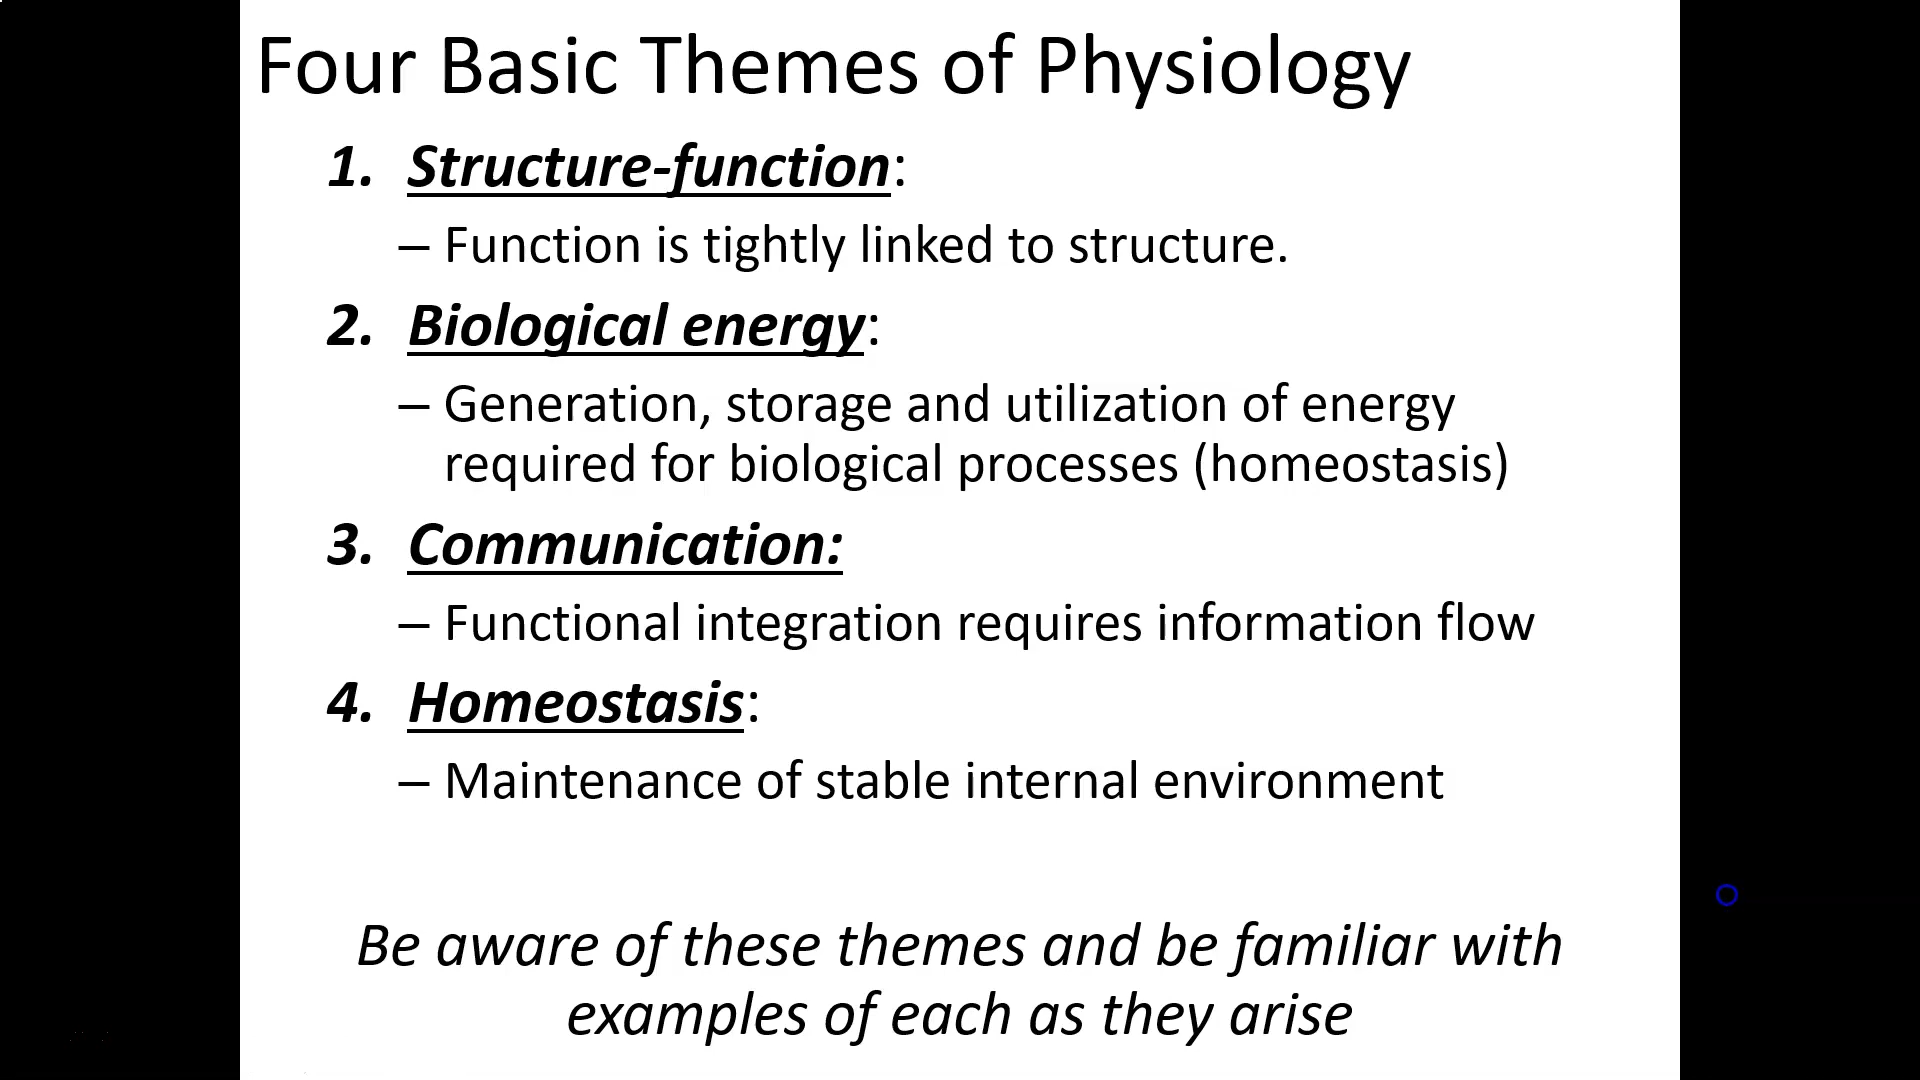 Four Basic Themes of Physiology
1. Structure-function:
– Function is tightly linked to structure.
2. Biological energy:
– Generation, storage and utilization of energy
required for biological processes (homeostasis)
3. Communication:
– Functional integration requires information flow
4. Homeostasis:
– Maintenance of stable internal environment
Be aware of these themes and be familiar with
examples of each as they arise